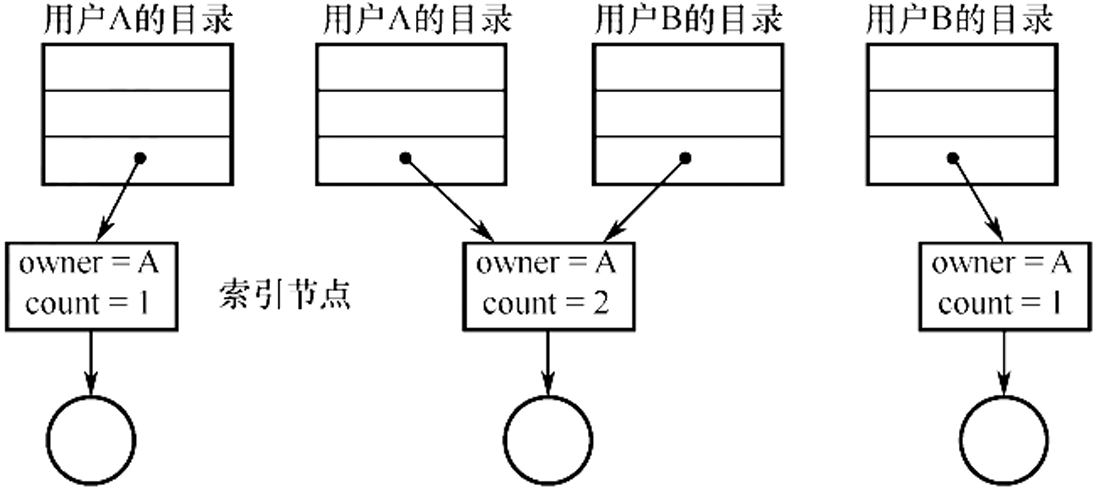 用户A的目录
用户A的目录
用户B的目录
用户B的目录
owner = A
count = 1
索引节点
owner = A
count = 2
owner = A
count = 1